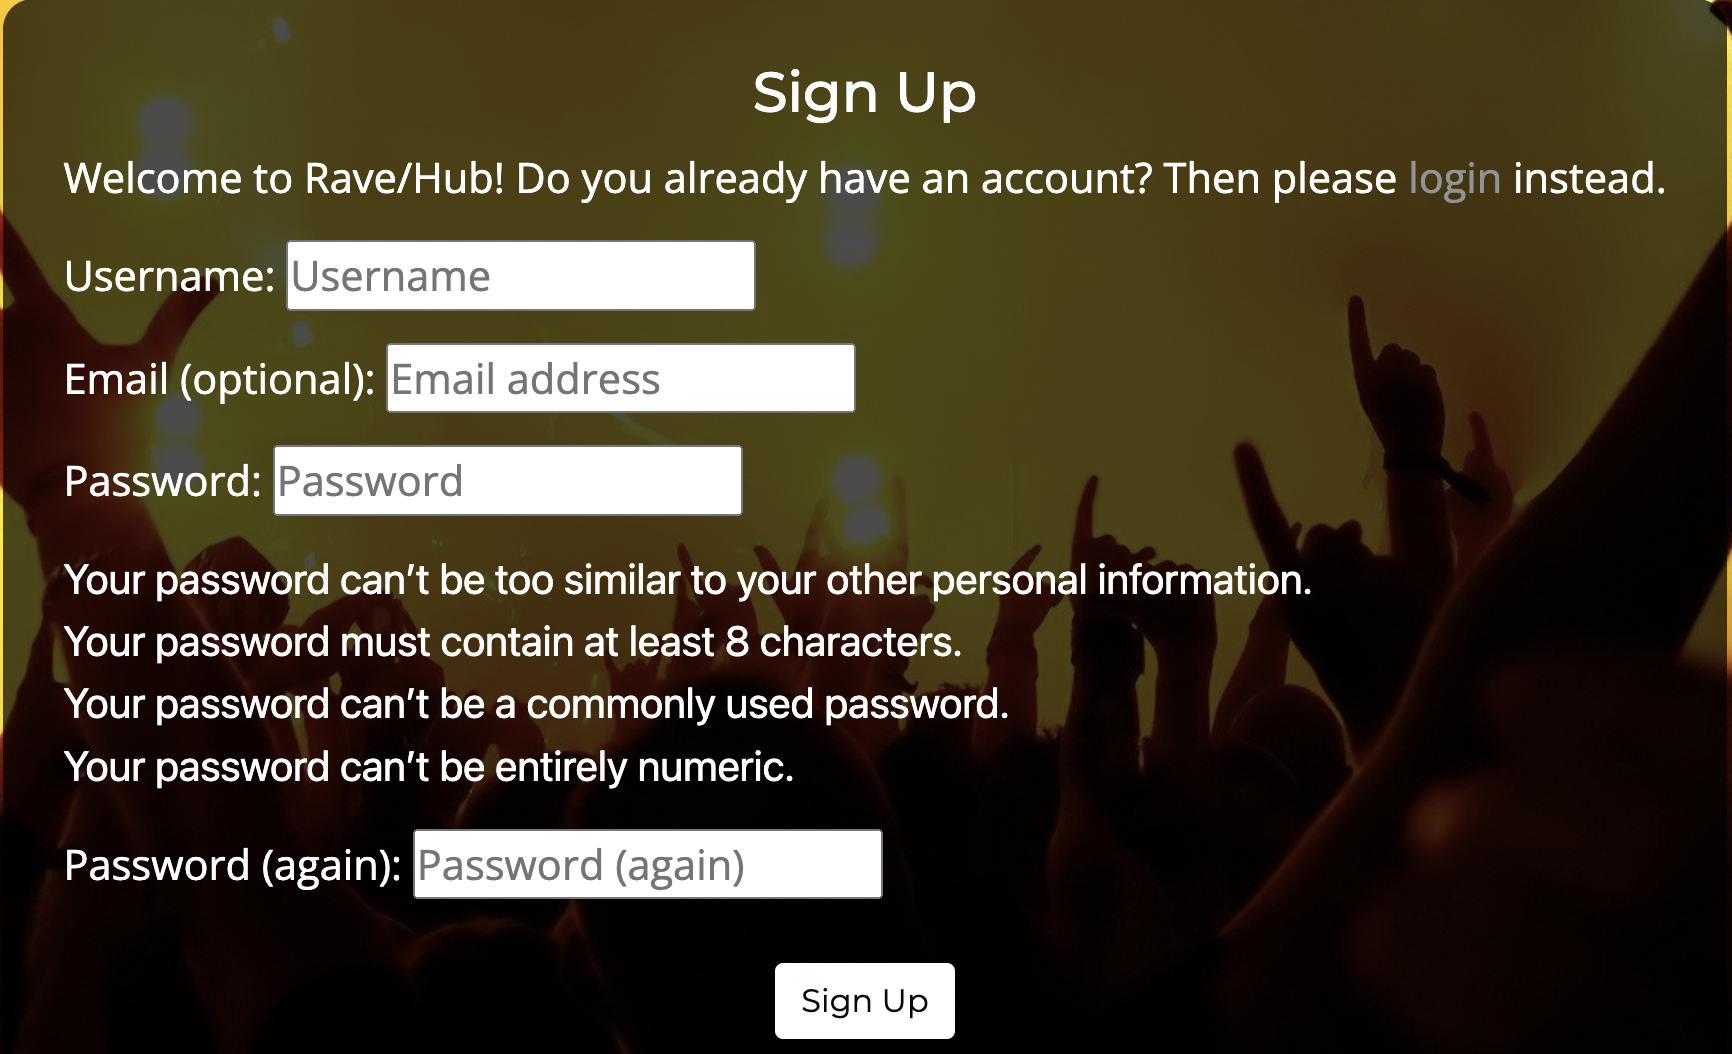 Sign Up
Welcome to Rave/Hub! Do you already have an account? Then please login instead.
Username: Username
Email (optional): Email address
Password: Password
Your password can’t be too similar to your other personal information.
Your password must contain at least 8 characters.
Your password can’t be a commonly used password.
Your password can’t be entirely numeric.
Password (again): Password (again)
Sign Up